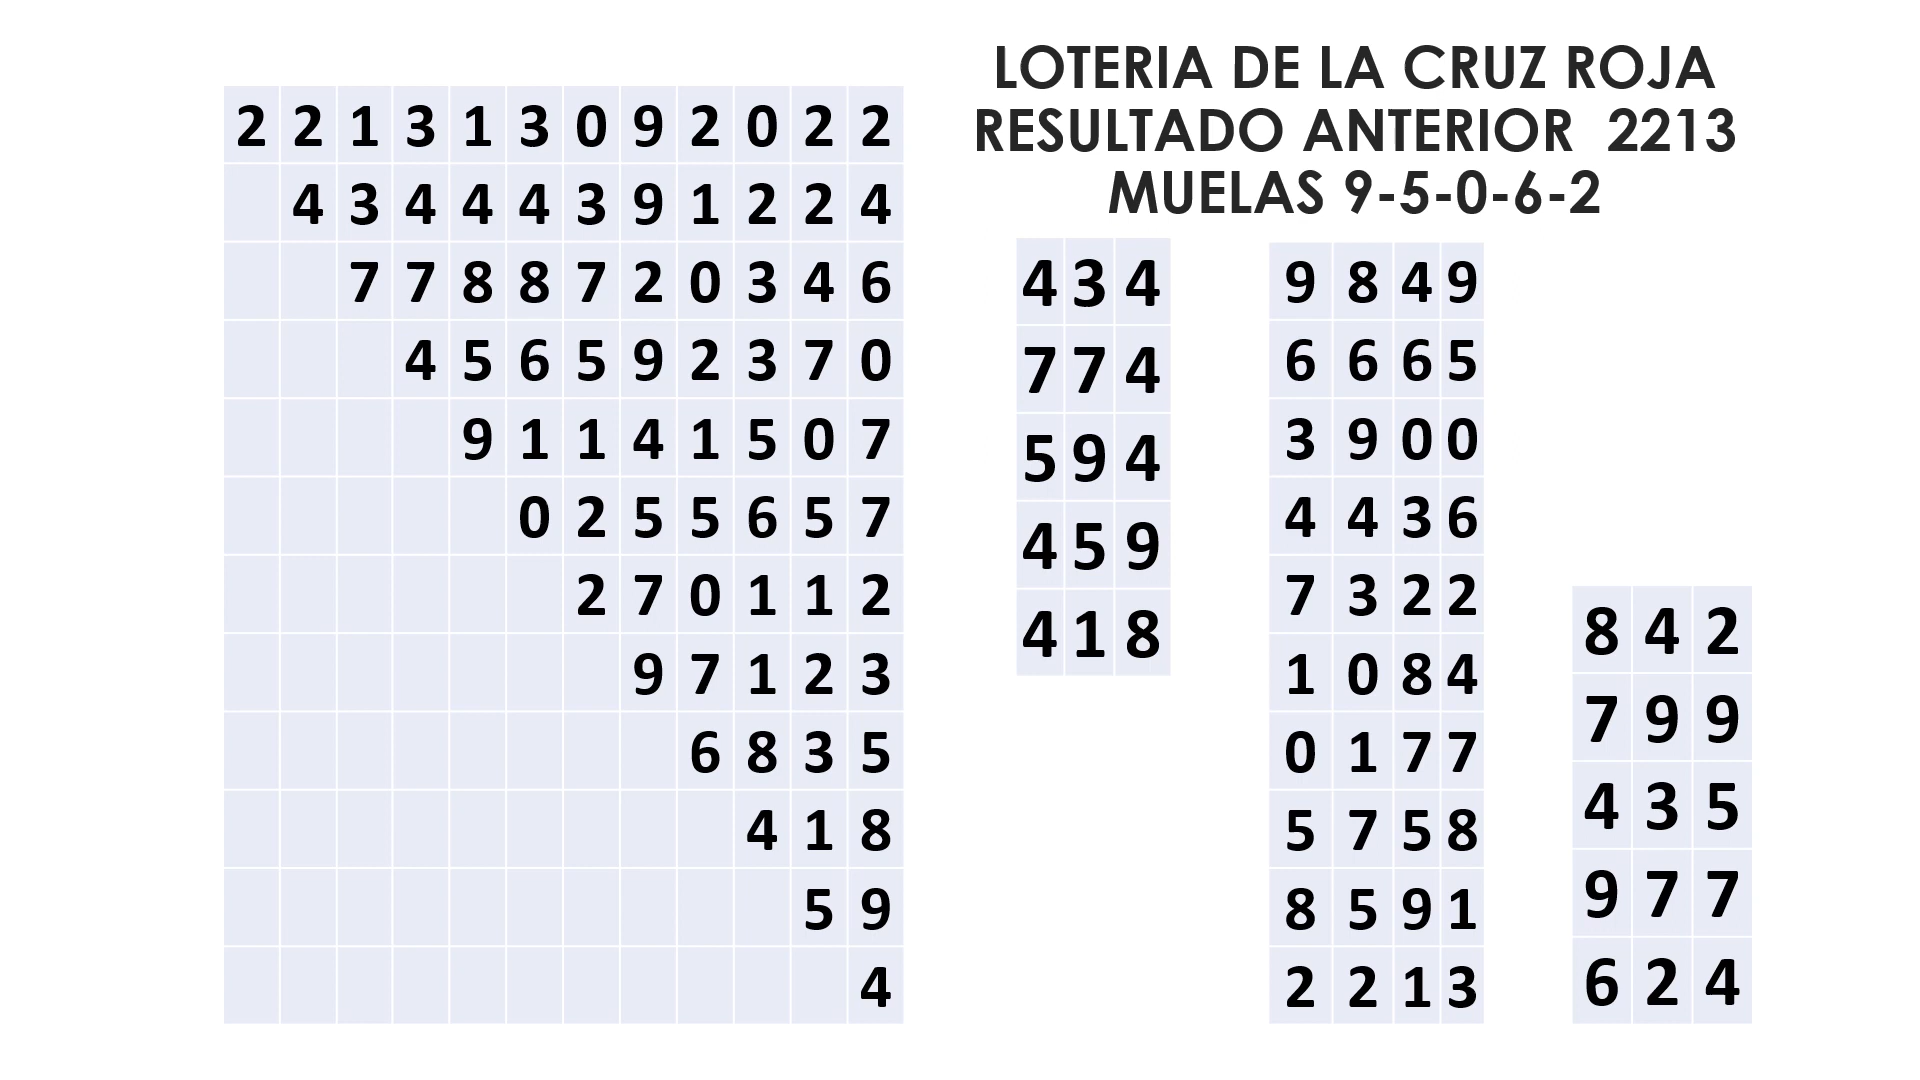 LOTERIA DE LA CRUZ ROJA
RESULTADO ANTERIOR 2213
MUELAS 9-5-0-6-2
2 2 1 3 1 3 0 9 2 0 2 2
4 3 4 4 4 3 9 1 2 2 4
7 7 8 8 7 2 0 3 4 6
4 5 6 5 9 2 3 7 0
9 1 1 4 1 5 0 7
0 2 5 5 6 5 7
2 7 0 1 1 2
9 7 1 2 3
6 8 3 5
4 1 8
5 9
4
4 3 4
7 7 4
5 9 4
4 5 9
4 1 8
9 8 4 9
6 6 6 5
3 9 0 0
4 4 3 6
7 3 2 2
1 0 8 4
0 1 7 7
5 7 5 8
8 5 9 1
2 2 1 3
8 4 2
7 9 9
4 3 5
9 7 7
6 2 4